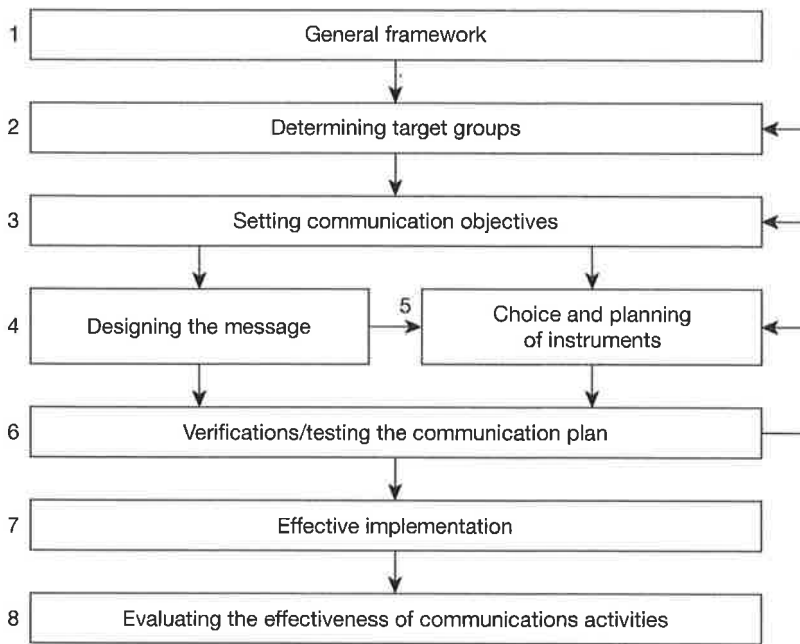 1 General framework
2 Determining target groups
3 Setting communication objectives
4 Designing the message
5 Choice and planning
of instruments
6 Verifications/testing the communication plan
7 Effective implementation
8 Evaluating the effectiveness of communications activities